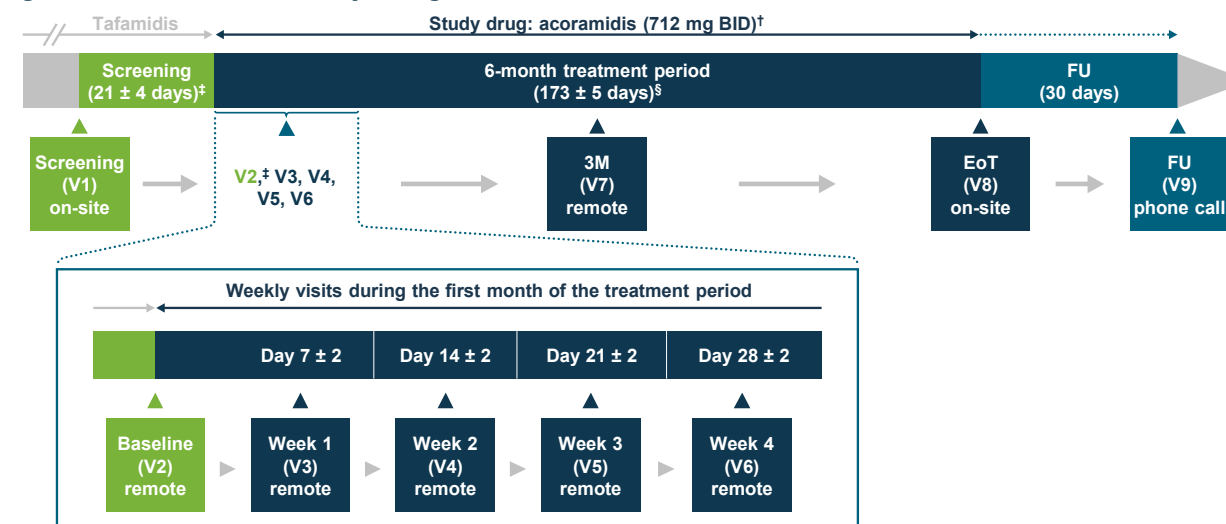 Tafamidis
Study drug: acoramidis (712 mg BID)†
Screening
(21 ± 4 days)‡
6-month treatment period
(173 ± 5 days)§
FU
(30 days)
Screening
(V1)
on-site
V2,‡ V3, V4,
V5, V6
3M
(V7)
remote
EoT
(V8)
on-site
FU
(V9)
phone call
Weekly visits during the first month of the treatment period
Day 7 ± 2
Day 14 ± 2
Day 21 ± 2
Day 28 ± 2
Baseline
(V2)
remote
Week 1
(V3)
remote
Week 2
(V4)
remote
Week 3
(V5)
remote
Week 4
(V6)
remote